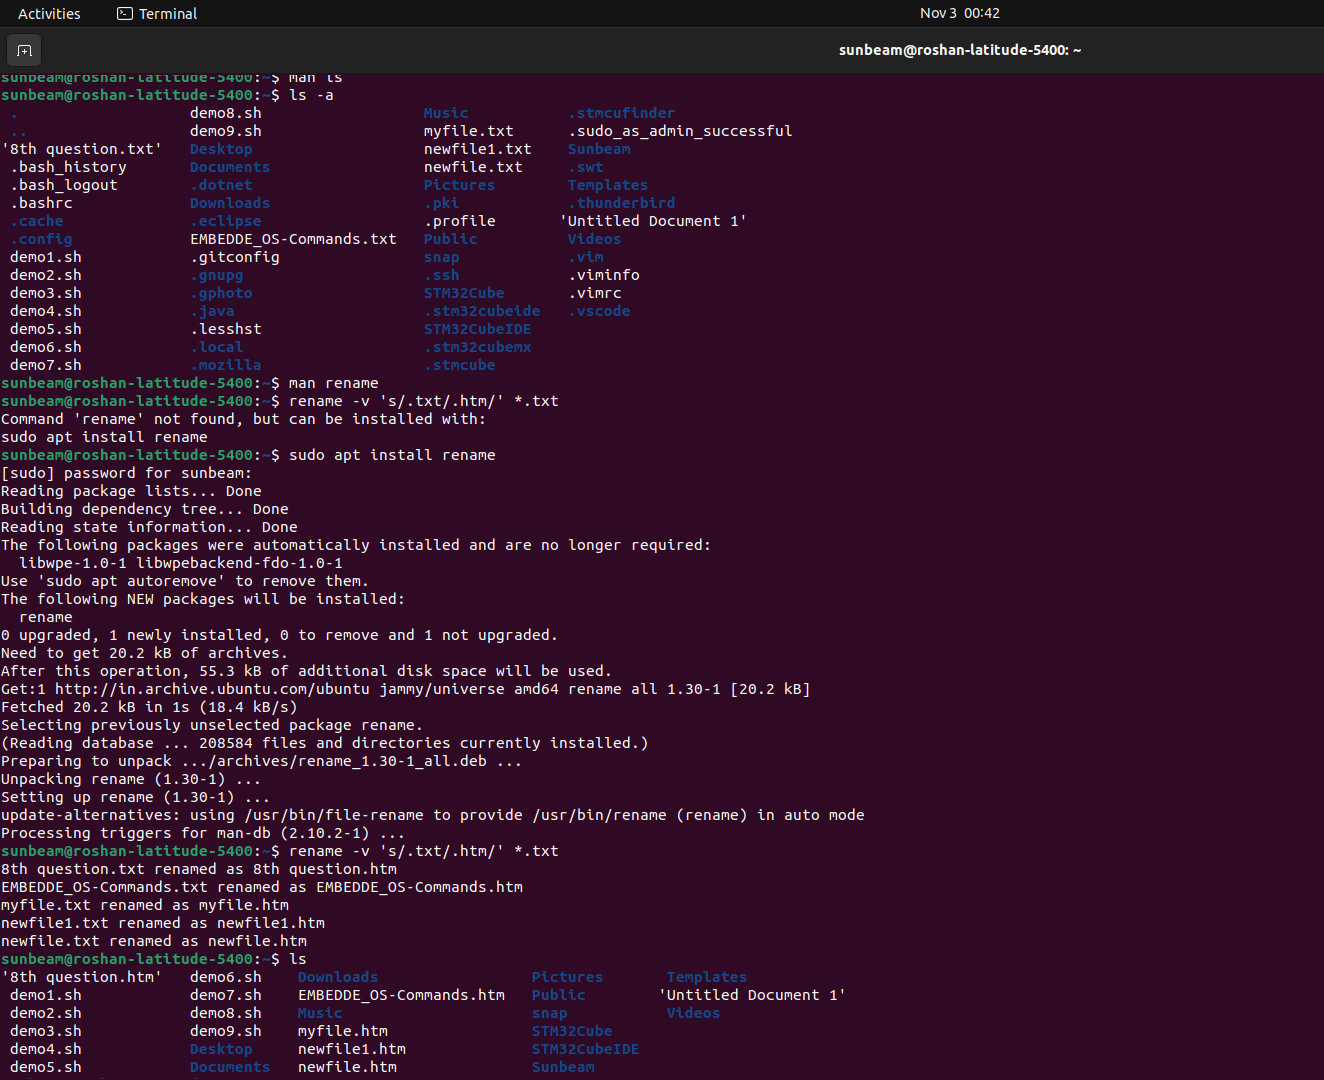 Activities Terminal Nov 3 00:42
sunbeam@roshan-latitude-5400: ~
sunbeam@roshan-latitude-5400:~$ man ls
sunbeam@roshan-latitude-5400:~$ ls -a
. demo8.sh Music .stmcufinder
.. demo9.sh myfile.txt .sudo_as_admin_successful
'8th question.txt' Desktop newfile1.txt Sunbeam
.bash_history Documents newfile.txt .swt
.bash_logout .dotnet Pictures Templates
.bashrc Downloads .pki .thunderbird
.cache .eclipse .profile 'Untitled Document 1'
.config EMBEDDE_OS-Commands.txt Public Videos
demo1.sh .gitconfig snap .vim
demo2.sh .gnupg .ssh .viminfo
demo3.sh .gphoto STM32Cube .vimrc
demo4.sh .java .stm32cubeide .vscode
demo5.sh .lesshst STM32CubeIDE
demo6.sh .local .stm32cubemx
demo7.sh .mozilla .stmcube
sunbeam@roshan-latitude-5400:~$ man rename
sunbeam@roshan-latitude-5400:~$ rename -v 's/.txt/.htm/' *.txt
Command 'rename' not found, but can be installed with:
sudo apt install rename
sunbeam@roshan-latitude-5400:~$ sudo apt install rename
[sudo] password for sunbeam:
Reading package lists... Done
Building dependency tree... Done
Reading state information... Done
The following packages were automatically installed and are no longer required:
libwpe-1.0-1 libwpebackend-fdo-1.0-1
Use 'sudo apt autoremove' to remove them.
The following NEW packages will be installed:
rename
0 upgraded, 1 newly installed, 0 to remove and 1 not upgraded.
Need to get 20.2 kB of archives.
After this operation, 55.3 kB of additional disk space will be used.
Get:1 http://in.archive.ubuntu.com/ubuntu jammy/universe amd64 rename all 1.30-1 [20.2 kB]
Fetched 20.2 kB in 1s (18.4 kB/s)
Selecting previously unselected package rename.
(Reading database ... 208584 files and directories currently installed.)
Preparing to unpack .../archives/rename_1.30-1_all.deb ...
Unpacking rename (1.30-1) ...
Setting up rename (1.30-1) ...
update-alternatives: using /usr/bin/file-rename to provide /usr/bin/rename (rename) in auto mode
Processing triggers for man-db (2.10.2-1) ...
sunbeam@roshan-latitude-5400:~$ rename -v 's/.txt/.htm/' *.txt
8th question.txt renamed as 8th question.htm
EMBEDDE_OS-Commands.txt renamed as EMBEDDE_OS-Commands.htm
myfile.txt renamed as myfile.htm
newfile1.txt renamed as newfile1.htm
newfile.txt renamed as newfile.htm
sunbeam@roshan-latitude-5400:~$ ls
'8th question.htm' demo6.sh Downloads Pictures Templates
demo1.sh demo7.sh EMBEDDE_OS-Commands.htm Public 'Untitled Document 1'
demo2.sh demo8.sh Music snap Videos
demo3.sh demo9.sh myfile.htm STM32Cube
demo4.sh Desktop newfile1.htm STM32CubeIDE
demo5.sh Documents newfile.htm Sunbeam